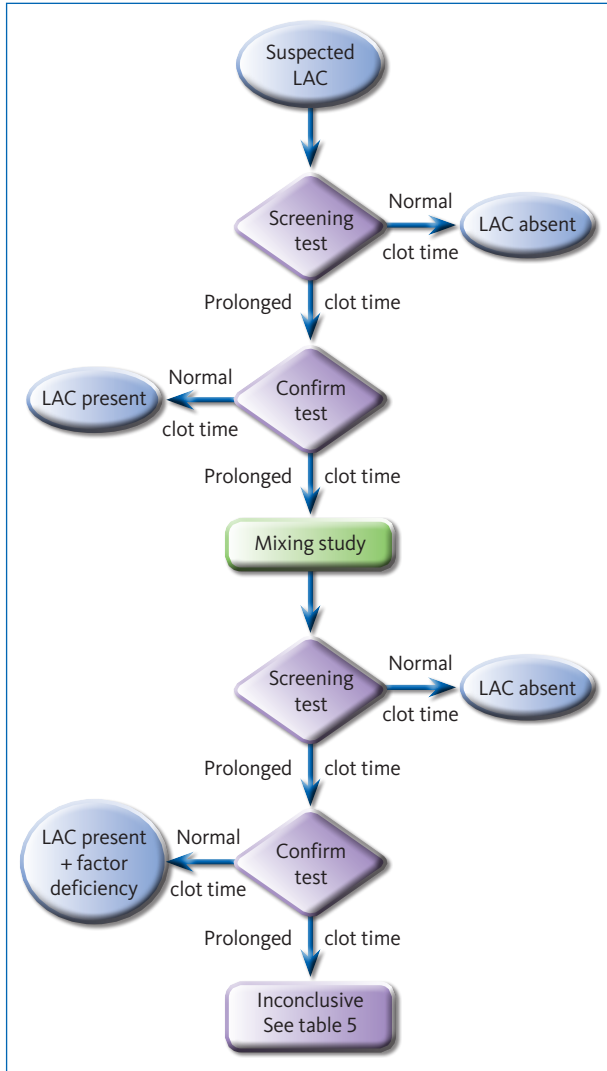 Suspected
LAC
Screening
test
Normal
clot time
LAC absent
Prolonged clot time
Confirm
test
Normal
clot time
LAC present
Prolonged clot time
Mixing study
Screening
test
Normal
clot time
LAC absent
Prolonged clot time
Confirm
test
Normal
clot time
LAC present
+ factor
deficiency
Prolonged clot time
Inconclusive
See table 5